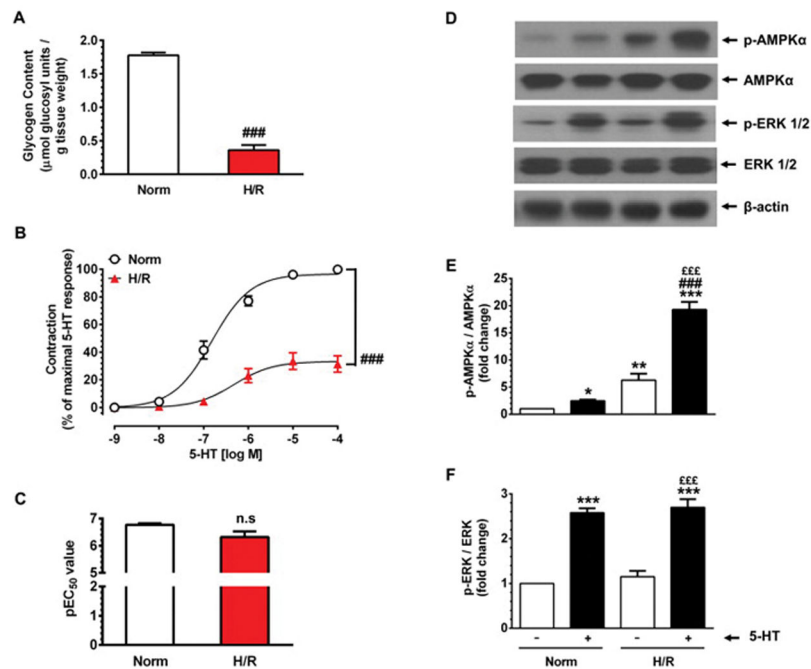 A
Glycogen Content
(μmol glucosyl units /
g tissue weight)
2.0
1.5
1.0
0.5
0.0
###
Norm
H/R
B
Norm
H/R
Contraction
(% of maximal 5-HT response)
100
80
60
40
20
0
###
-9
-8
-7
-6
-5
-4
5-HT [log M]
C
pEC50 value
7
6
5
2
1
0
n.s
Norm
H/R
D
p-AMPKα
AMPKα
p-ERK 1/2
ERK 1/2
β-actin
E
p-AMPKα / AMPKα
(fold change)
25
20
15
10
5
0
*
**
£££
###
***
F
p-ERK / ERK
(fold change)
3
2
1
0
***
£££
***
- + - +
5-HT
Norm
H/R